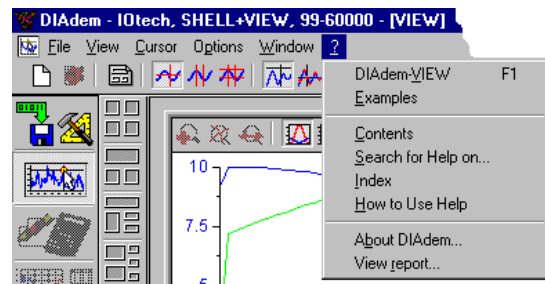 DIAdem - IOtech, SHELL+VIEW, 99-60000 - [VIEW]
File View Cursor Options Window ?
DIAdem-VIEW F1
Examples
Contents
Search for Help on...
Index
How to Use Help
About DIAdem...
View report...
10
7.5
5